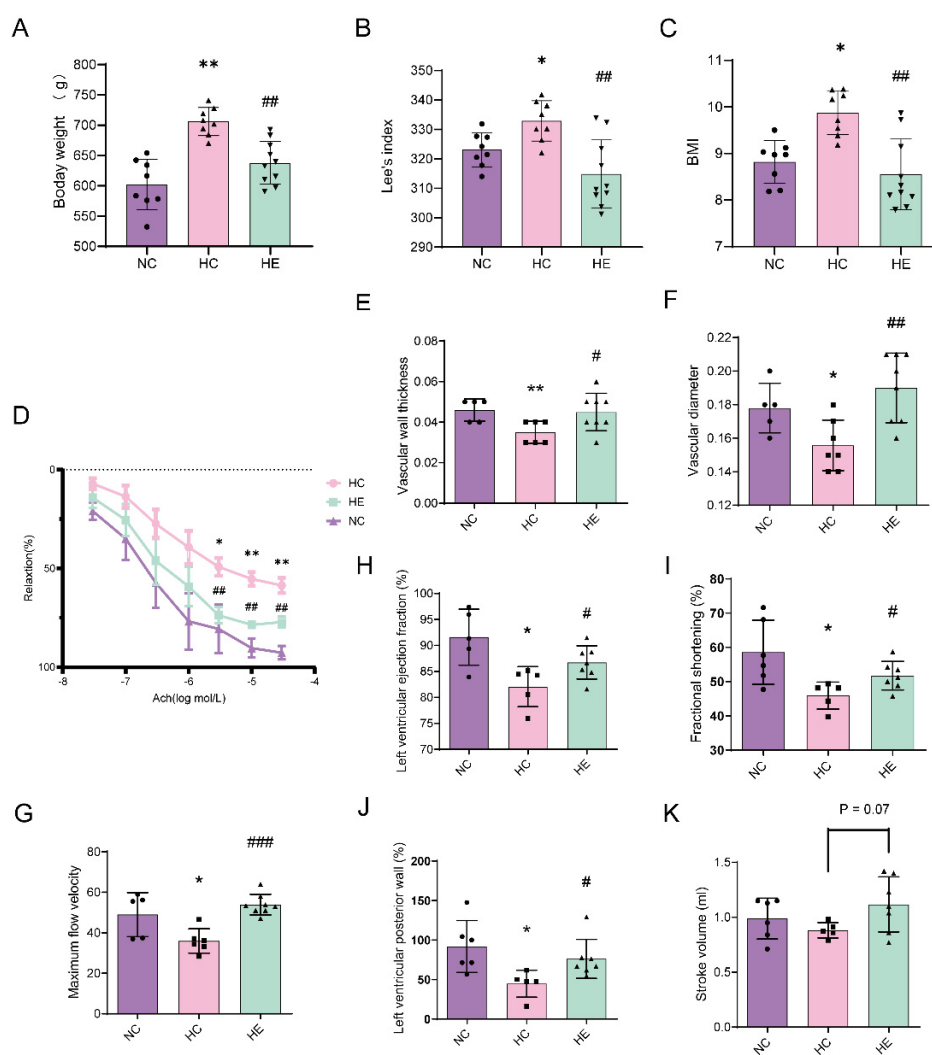 A
Boday weight（g）
800
700
600
500
**
##
NC
HC
HE
B
Lee's index
350
340
330
320
310
300
290
*
##
NC
HC
HE
C
BMI
11
10
9
8
7
*
##
NC
HC
HE
D
Relaxtion(%)
0
50
100
-8
-7
-6
-5
-4
Ach(log mol/L)
*
**
**
##
##
##
HC
HE
NC
E
Vascular wall thickness
0.08
0.06
0.04
0.02
0.00
**
#
NC
HC
HE
F
Vascular diameter
0.20
0.18
0.16
0.14
0.12
*
##
NC
HC
HE
H
Left ventricular ejection fraction (%)
100
95
90
85
80
75
70
*
#
NC
HC
HE
I
Fractional shortening (%)
80
70
60
50
40
30
*
#
NC
HC
HE
G
Maximum flow velocity
80
60
40
20
0
*
###
NC
HC
HE
J
Left ventricular posterior wall (%)
200
150
100
50
0
*
#
NC
HC
HE
K
Stroke volume (ml)
1.5
1.0
0.5
0.0
P = 0.07
NC
HC
HE